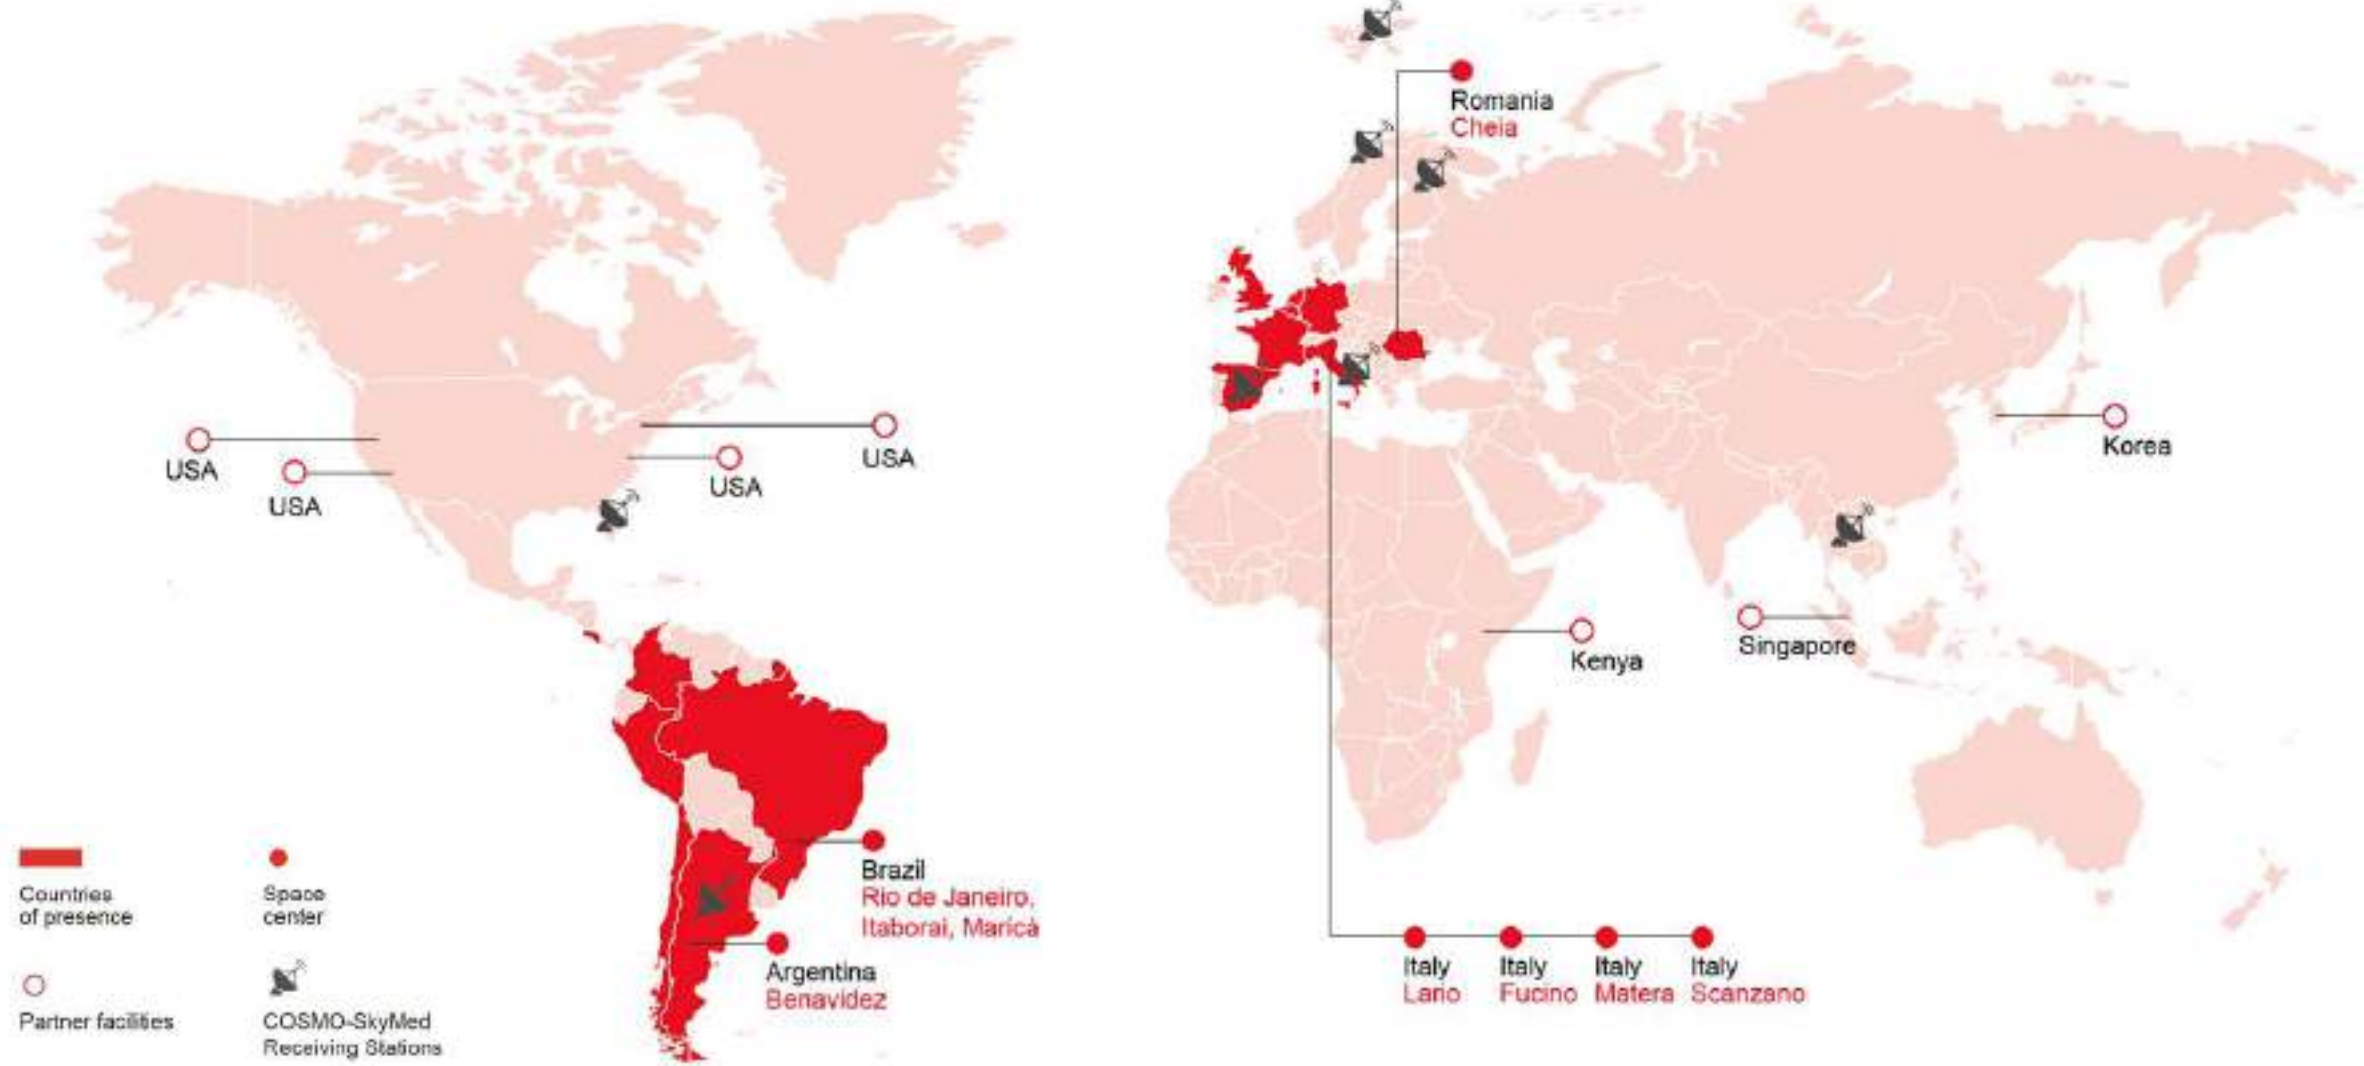 Romania
Cheia
USA
USA
USA
USA
Korea
Kenya
Singapore
Brazil
Rio de Janeiro,
Itaborai, Maricà
Argentina
Benavidez
Italy
Lario
Italy
Fucino
Italy
Matera
Italy
Scanzano
Countries
of presence
Space
center
Partner facilities
COSMO-SkyMed
Receiving Stations